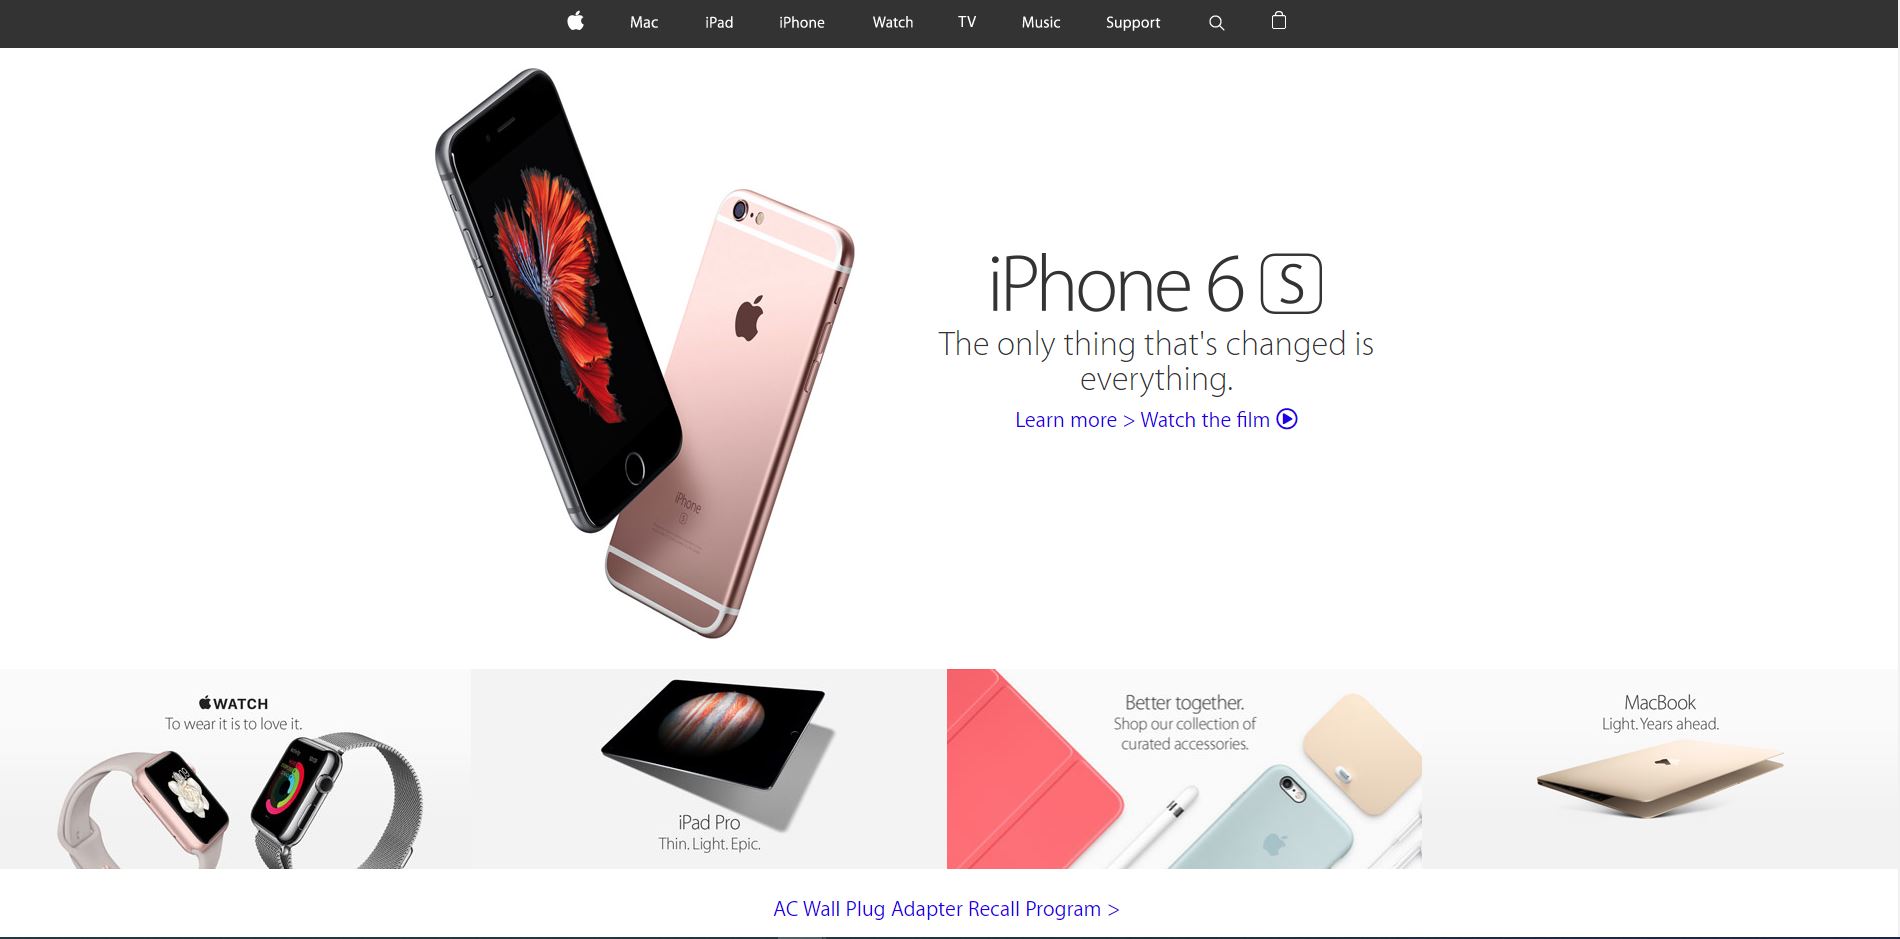 Mac iPad iPhone Watch TV Music Support
iPhone 6 S
The only thing that's changed is
everything.
Learn more > Watch the film
iPhone
S
WATCH
To wear it is to love it.
iPad Pro
Thin. Light. Epic.
Better together.
Shop our collection of
curated accessories.
MacBook
Light. Years ahead.
AC Wall Plug Adapter Recall Program >